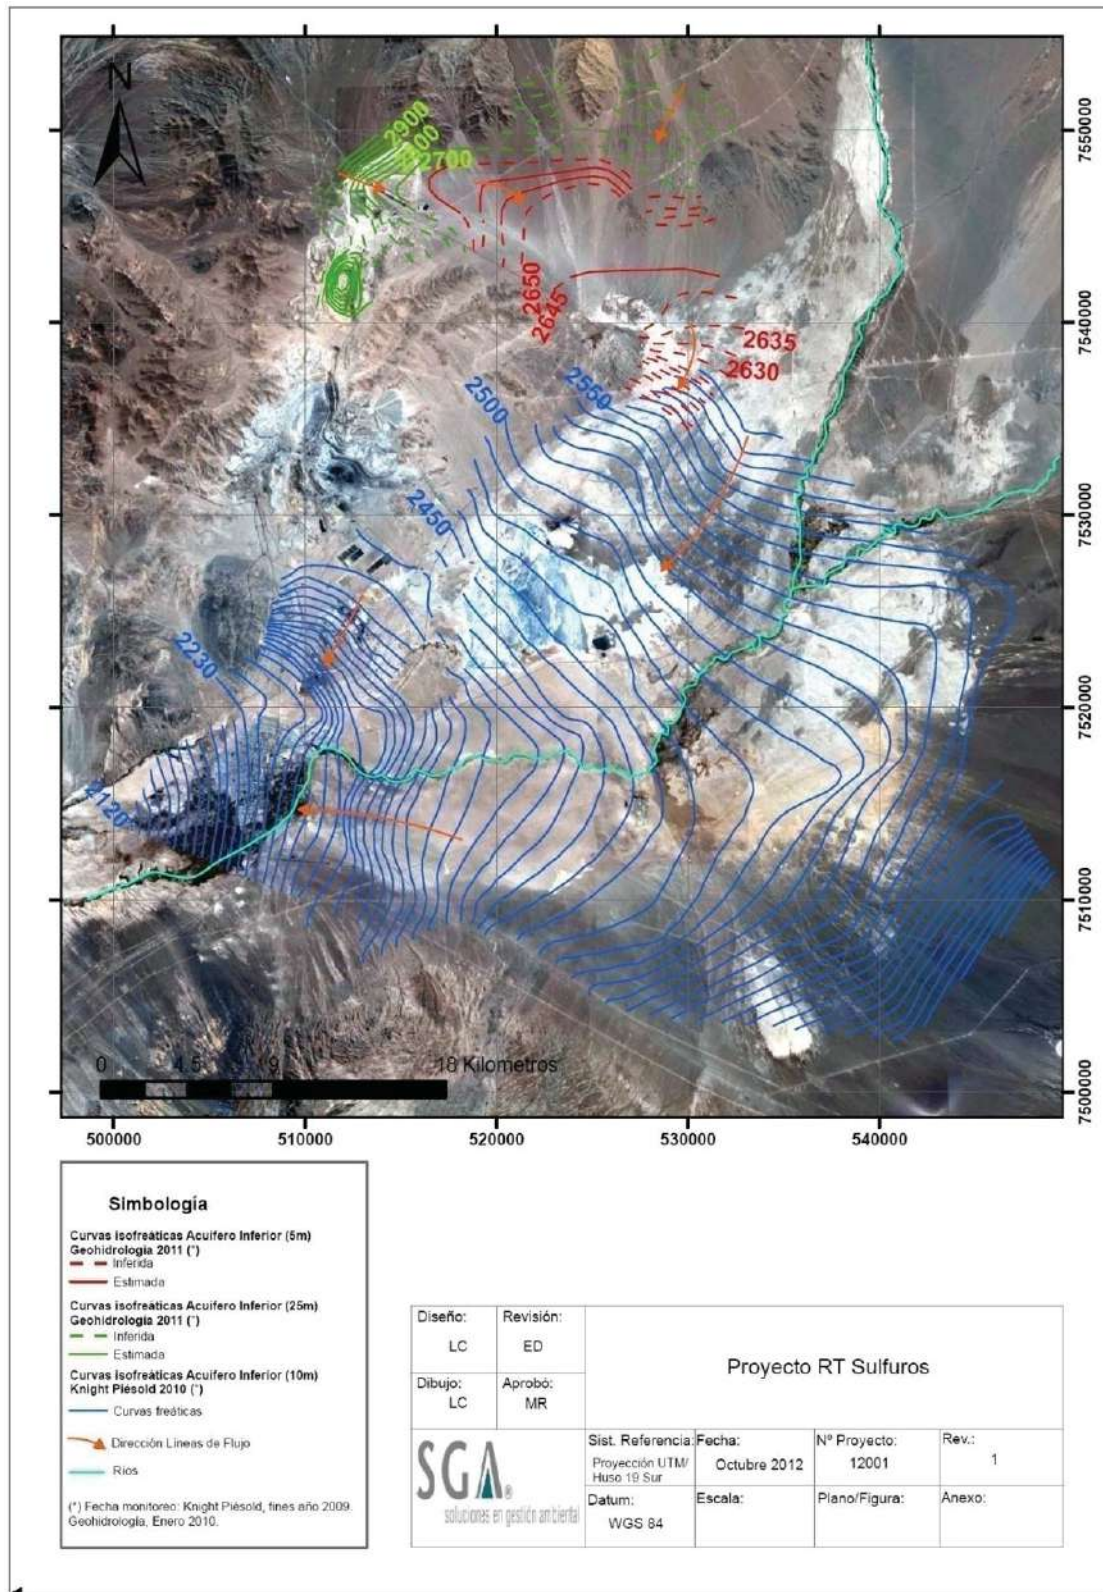 N
2900
2700
2650
2645
2635
2630
2550
2500
2450
2230
2120
7550000
7540000
7530000
7520000
7510000
7500000
0 4.5 9 18 Kilometros
500000 510000 520000 530000 540000
Simbología
Curvas isofreáticas Acuífero Inferior (5m)
Geohidrología 2011 (*)
Inferida
Estimada
Curvas isofreáticas Acuífero Inferior (25m)
Geohidrología 2011 (*)
Inferida
Estimada
Curvas isofreáticas Acuífero Inferior (10m)
Knight Piésold 2010 (*)
Curvas freáticas
Dirección Líneas de Flujo
Ríos
(*) Fecha monitoreo: Knight Piésold, fines año 2009.
Geohidrología, Enero 2010.
Diseño: Revisión:
LC ED
Dibujo: Aprobó:
LC MR
Proyecto RT Sulfuros
SGA®
soluciones en gestión ambiental
Sist. Referencia: Fecha: Nº Proyecto: Rev.:
Proyección UTM/ Octubre 2012 12001 1
Huso 19 Sur
Datum: Escala: Plano/Figura: Anexo:
WGS 84